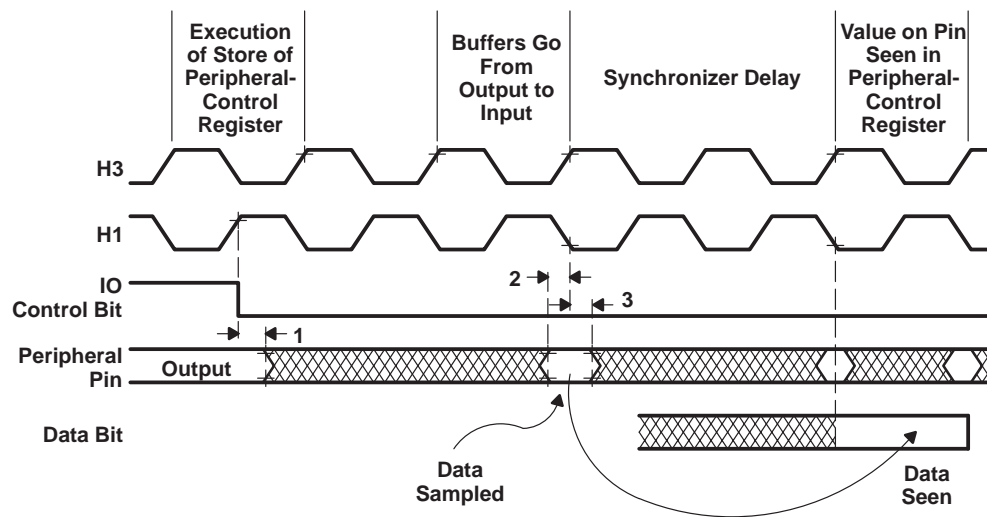 Execution
of Store of
Peripheral-
Control
Register
Buffers Go
From
Output to
Input
Synchronizer Delay
Value on Pin
Seen in
Peripheral-
Control
Register
H3
H1
IO
Control Bit
2
3
1
Peripheral
Pin
Output
Data Bit
Data
Sampled
Data
Seen